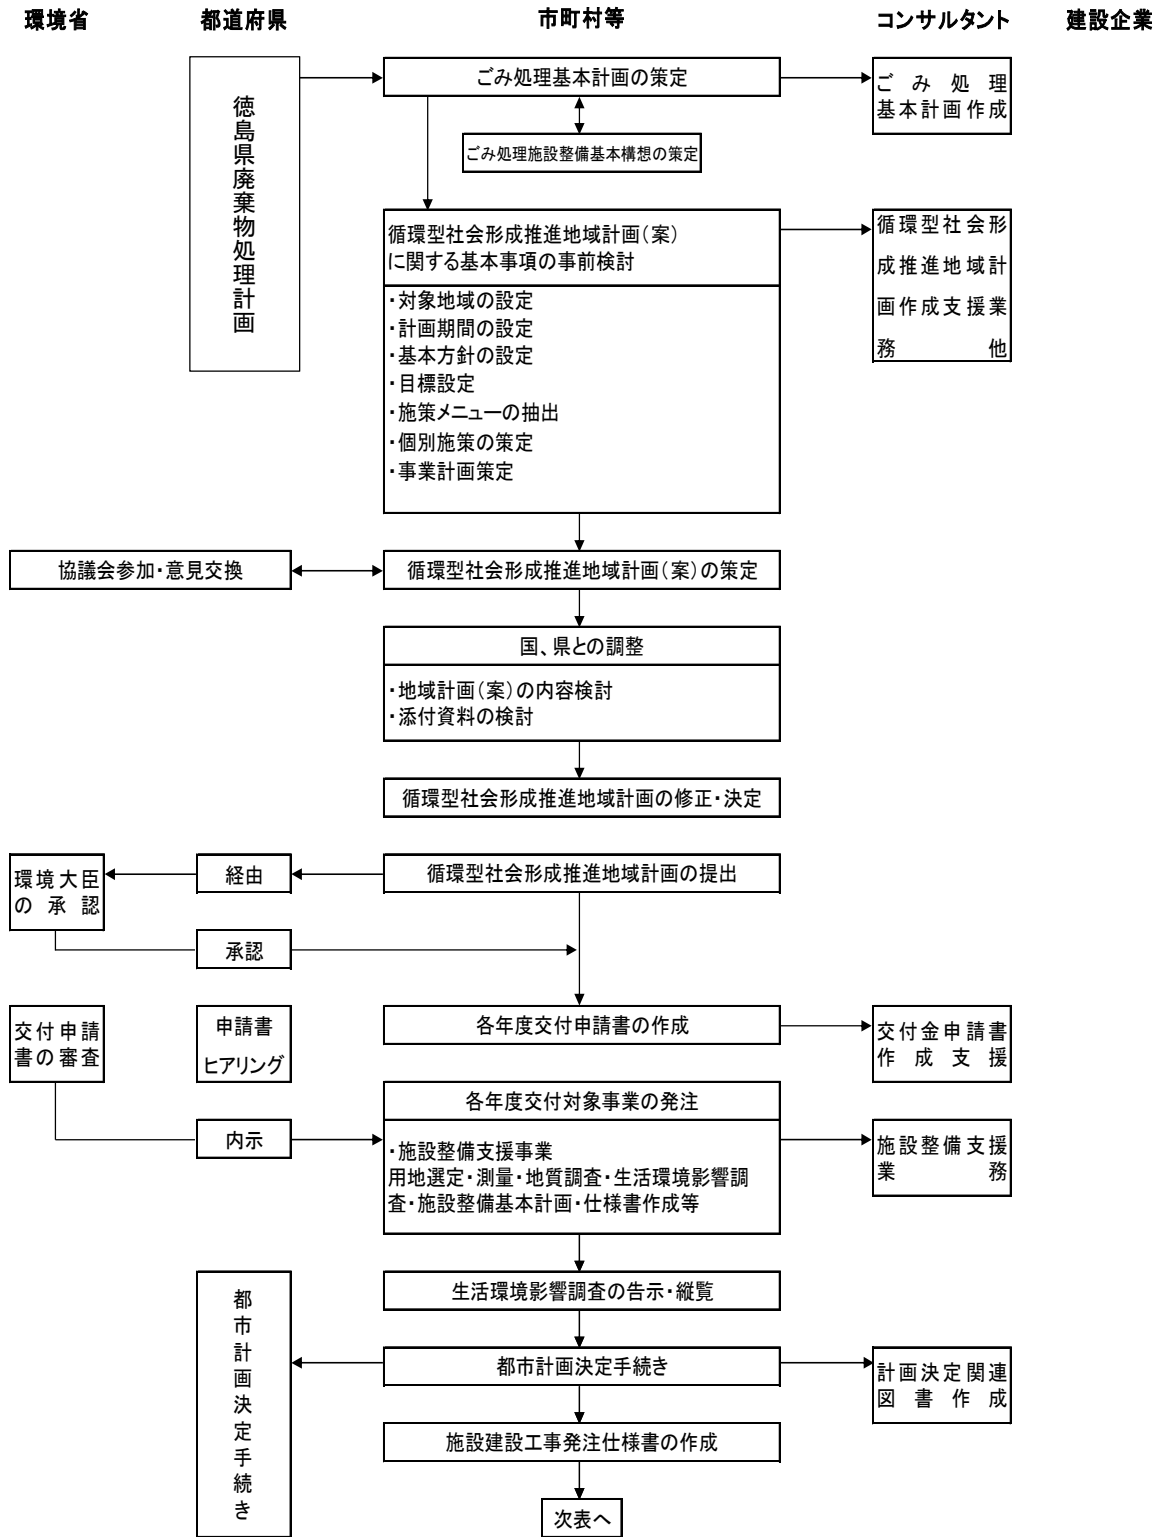 環境省 都道府県 市町村等 コンサルタント 建設企業
徳島県廃棄物処理計画
ごみ処理基本計画の策定
ごみ処理
基本計画作成
ごみ処理施設整備基本構想の策定
循環型社会形成推進地域計画(案)
に関する基本事項の事前検討
・対象地域の設定
・計画期間の設定
・基本方針の設定
・目標設定
・施策メニューの抽出
・個別施策の策定
・事業計画策定
循環型社会形
成推進地域計
画作成支援業
務他
協議会参加・意見交換
循環型社会形成推進地域計画(案)の策定
国、県との調整
・地域計画(案)の内容検討
・添付資料の検討
循環型社会形成推進地域計画の修正・決定
環境大臣
の承認
経由
循環型社会形成推進地域計画の提出
承認
交付申請
書の審査
申請書
ヒアリング
各年度交付申請書の作成
交付金申請書
作成支援
内示
各年度交付対象事業の発注
・施設整備支援事業
用地選定・測量・地質調査・生活環境影響調
査・施設整備基本計画・仕様書作成等
施設整備支援
業務
都市計画決定手続き
生活環境影響調査の告示・縦覧
都市計画決定手続き
計画決定関連
図書作成
施設建設工事発注仕様書の作成
次表へ